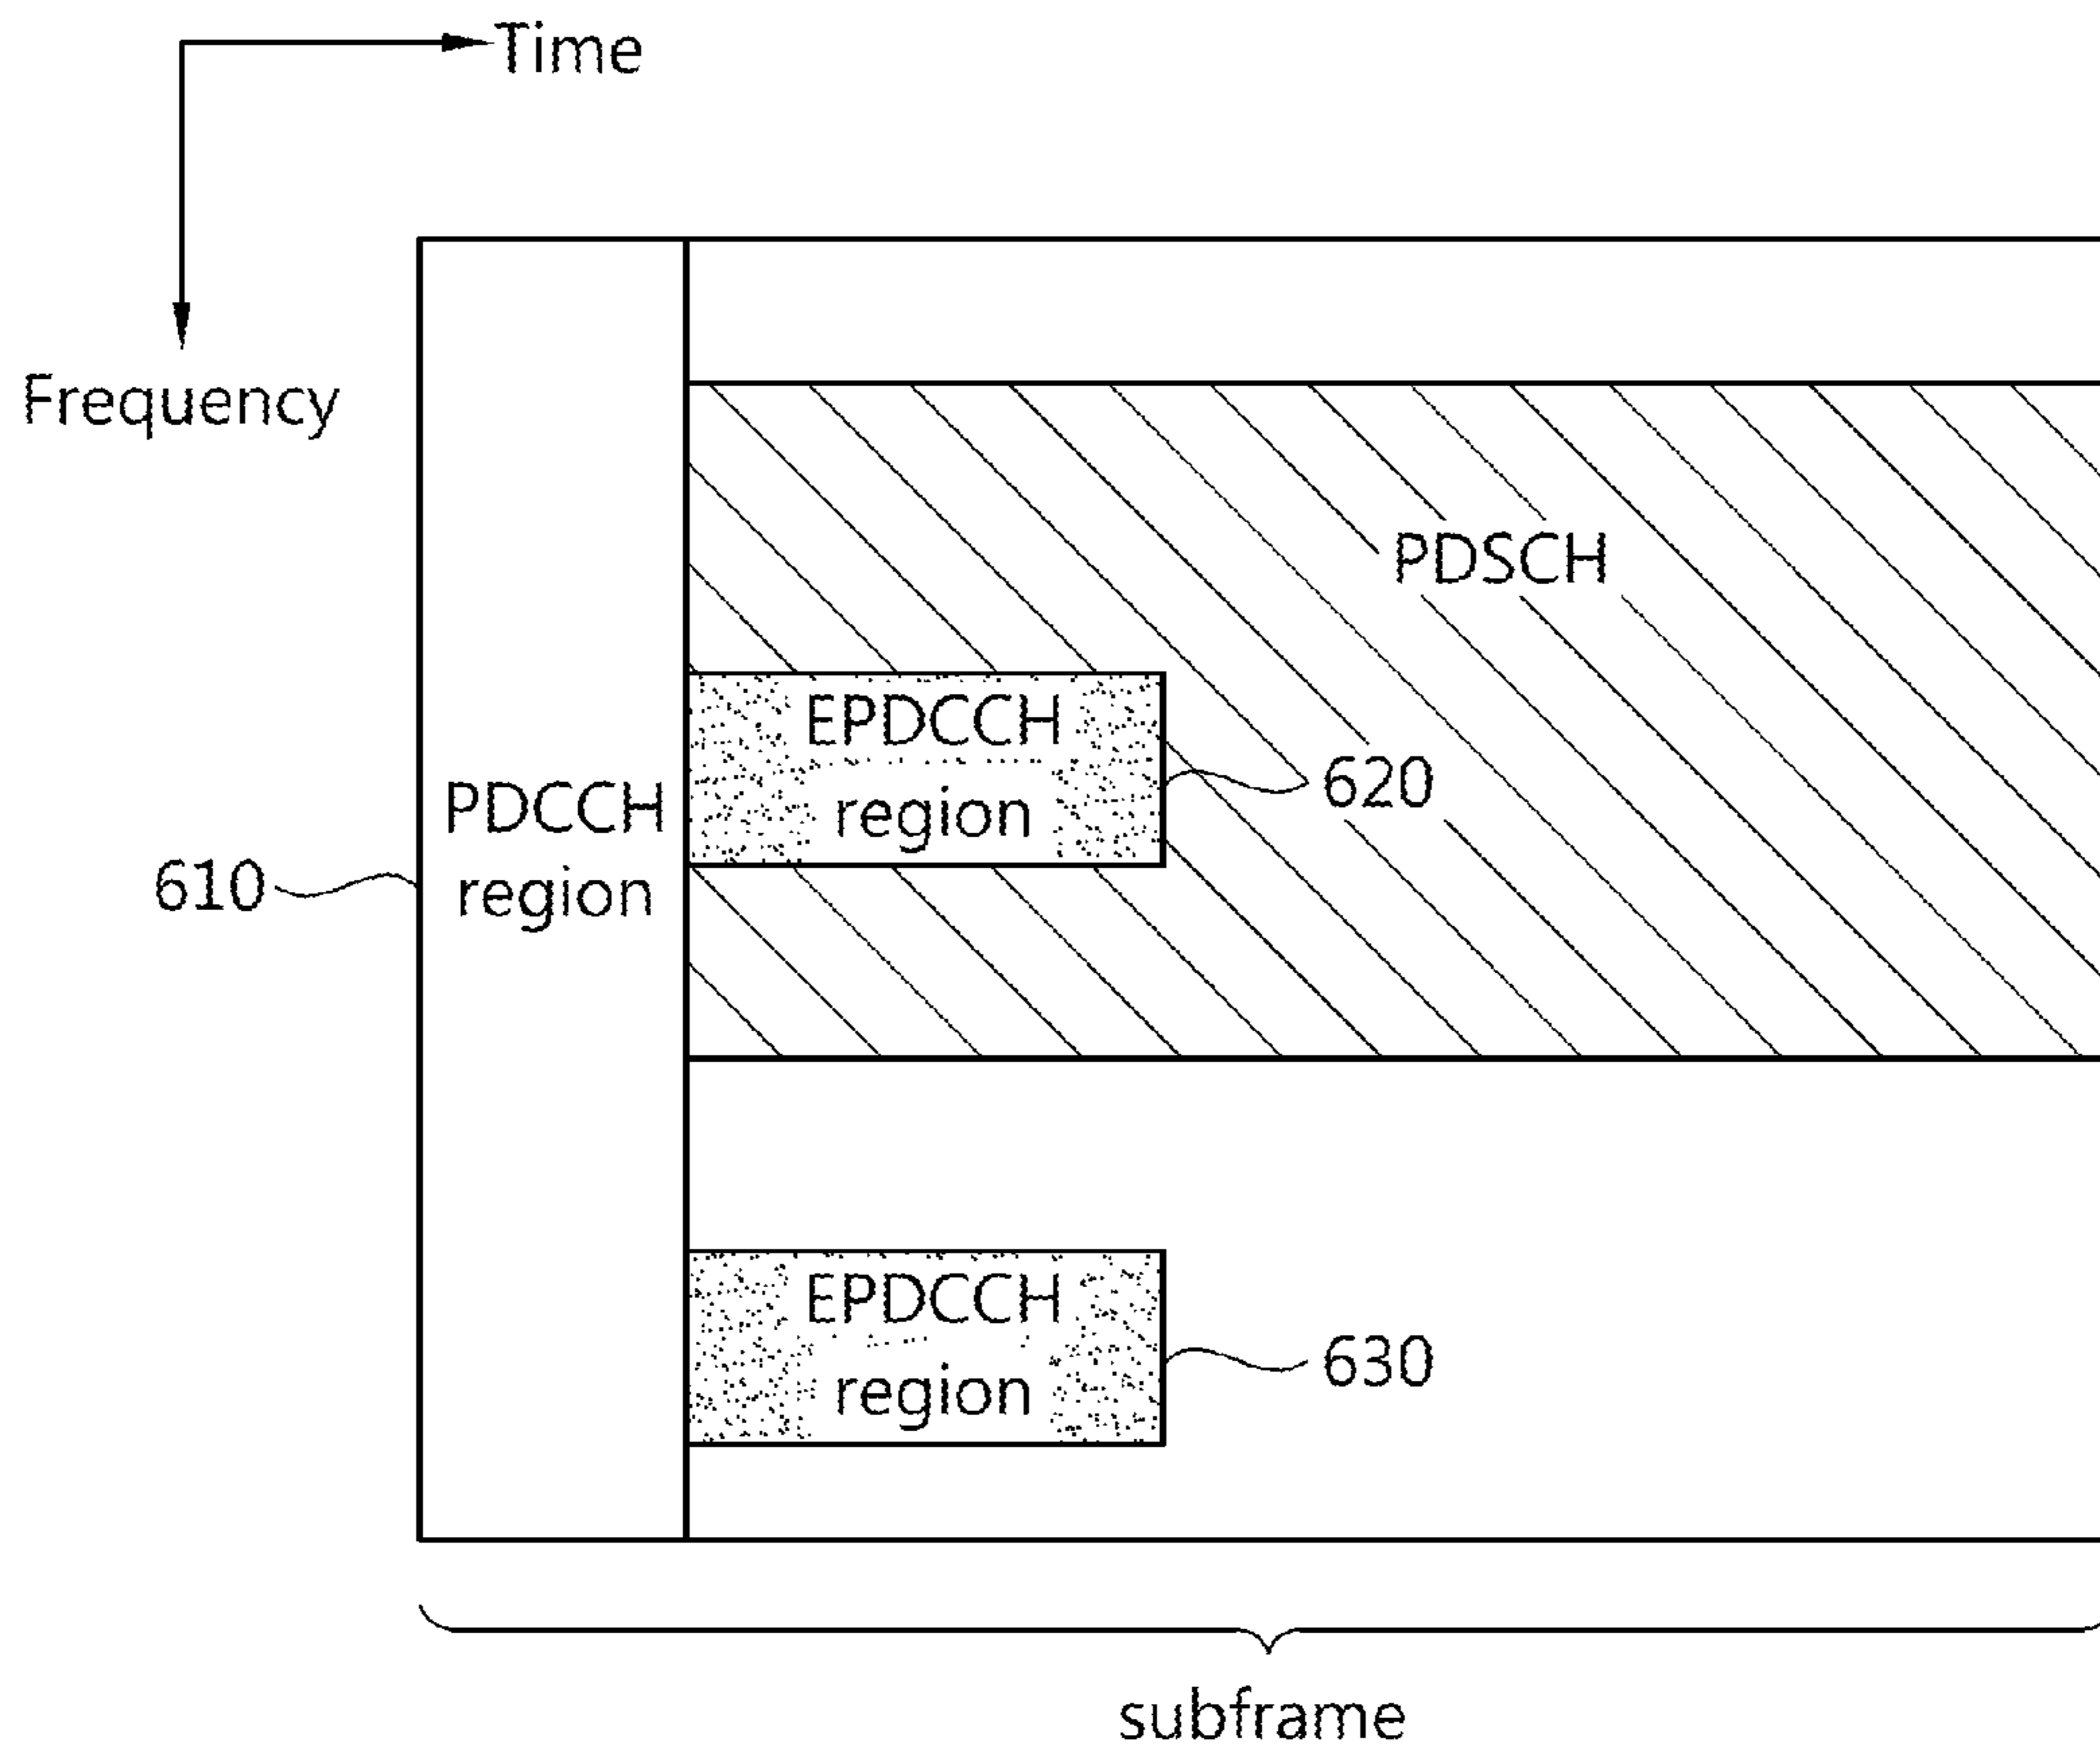 Time
Frequency
PDSCH
EPDCCH
region
620
PDCCH
region
610
EPDCCH
region
630
subframe